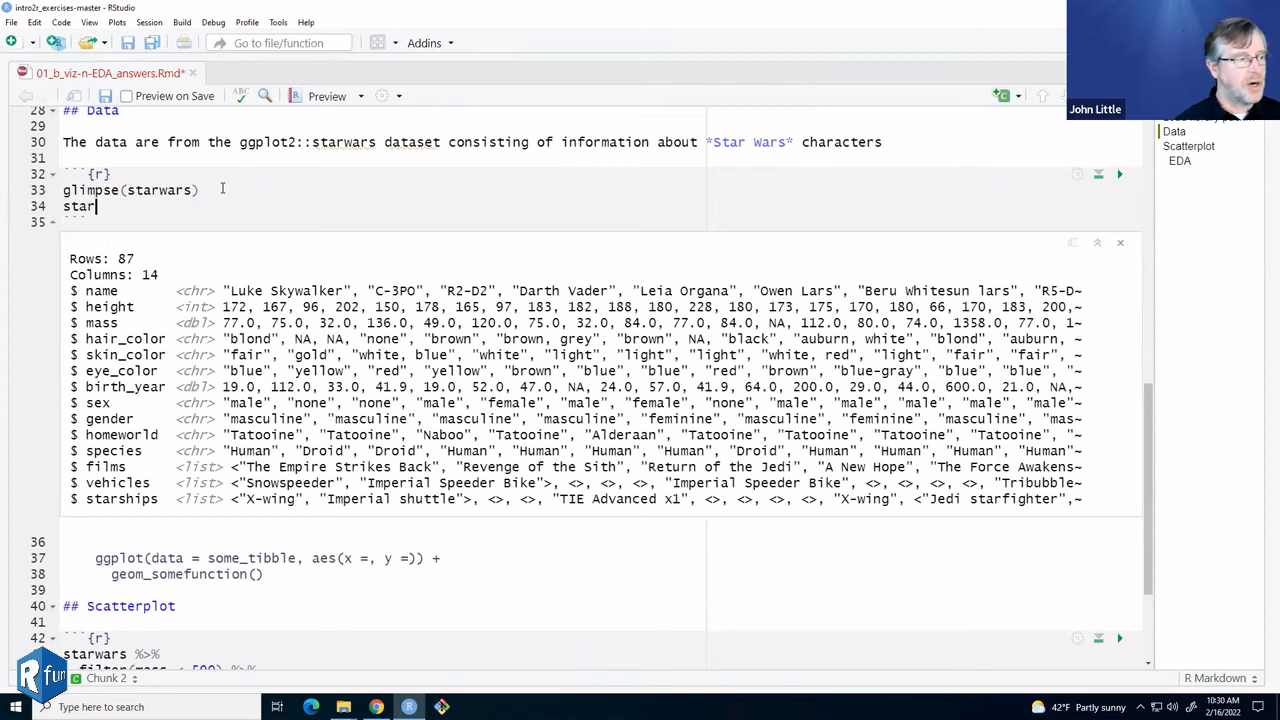 intro2r_exercises-master - RStudio
File Edit Code View Plots Session Build Debug Profile Tools Help
Go to file/function Addins
01_b_viz-n-EDA_answers.Rmd*
Preview on Save ABC Preview
John Little
28 ## Data
29
30 The data are from the ggplot2::starwars dataset consisting of information about *Star Wars* characters
31
32 ```{r}
33 glimpse(starwars)
34 star
35 ```
Data
Scatterplot
EDA
Rows: 87
Columns: 14
$ name <chr> "Luke Skywalker", "C-3PO", "R2-D2", "Darth Vader", "Leia Organa", "Owen Lars", "Beru Whitesun lars", "R5-D~
$ height <int> 172, 167, 96, 202, 150, 178, 165, 97, 183, 182, 188, 180, 228, 180, 173, 175, 170, 180, 66, 170, 183, 200,~
$ mass <dbl> 77.0, 75.0, 32.0, 136.0, 49.0, 120.0, 75.0, 32.0, 84.0, 77.0, 84.0, NA, 112.0, 80.0, 74.0, 1358.0, 77.0, 1~
$ hair_color <chr> "blond", NA, NA, "none", "brown", "brown, grey", "brown", NA, "black", "auburn, white", "blond", "auburn, ~
$ skin_color <chr> "fair", "gold", "white, blue", "white", "light", "light", "light", "white, red", "light", "fair", "fair", ~
$ eye_color <chr> "blue", "yellow", "red", "yellow", "brown", "blue", "blue", "red", "brown", "blue-gray", "blue", "blue", ~
$ birth_year <dbl> 19.0, 112.0, 33.0, 41.9, 19.0, 52.0, 47.0, NA, 24.0, 57.0, 41.9, 64.0, 200.0, 29.0, 44.0, 600.0, 21.0, NA,~
$ sex <chr> "male", "none", "none", "male", "female", "male", "female", "none", "male", "male", "male", "male", "male"~
$ gender <chr> "masculine", "masculine", "masculine", "masculine", "feminine", "masculine", "feminine", "masculine", "mas~
$ homeworld <chr> "Tatooine", "Tatooine", "Naboo", "Tatooine", "Alderaan", "Tatooine", "Tatooine", "Tatooine", "Tatooine", "~
$ species <chr> "Human", "Droid", "Droid", "Human", "Human", "Human", "Human", "Droid", "Human", "Human", "Human", "Human"~
$ films <list> <"The Empire Strikes Back", "Revenge of the Sith", "Return of the Jedi", "A New Hope", "The Force Awakens~
$ vehicles <list> <"Snowspeeder", "Imperial Speeder Bike">, <>, <>, <>, "Imperial Speeder Bike", <>, <>, <>, <>, "Tribubble~
$ starships <list> <"X-wing", "Imperial shuttle">, <>, <>, "TIE Advanced x1", <>, <>, <>, <>, "X-wing", <"Jedi starfighter",~
36
37 ggplot(data = some_tibble, aes(x =, y =)) +
38 geom_somefunction()
39
40 ## Scatterplot
41
42 ```{r}
starwars %>%
filter(mass < 500) %>%
R fun
Chunk 2 R Markdown
Type here to search
42°F Partly sunny
10:30 AM
2/16/2022